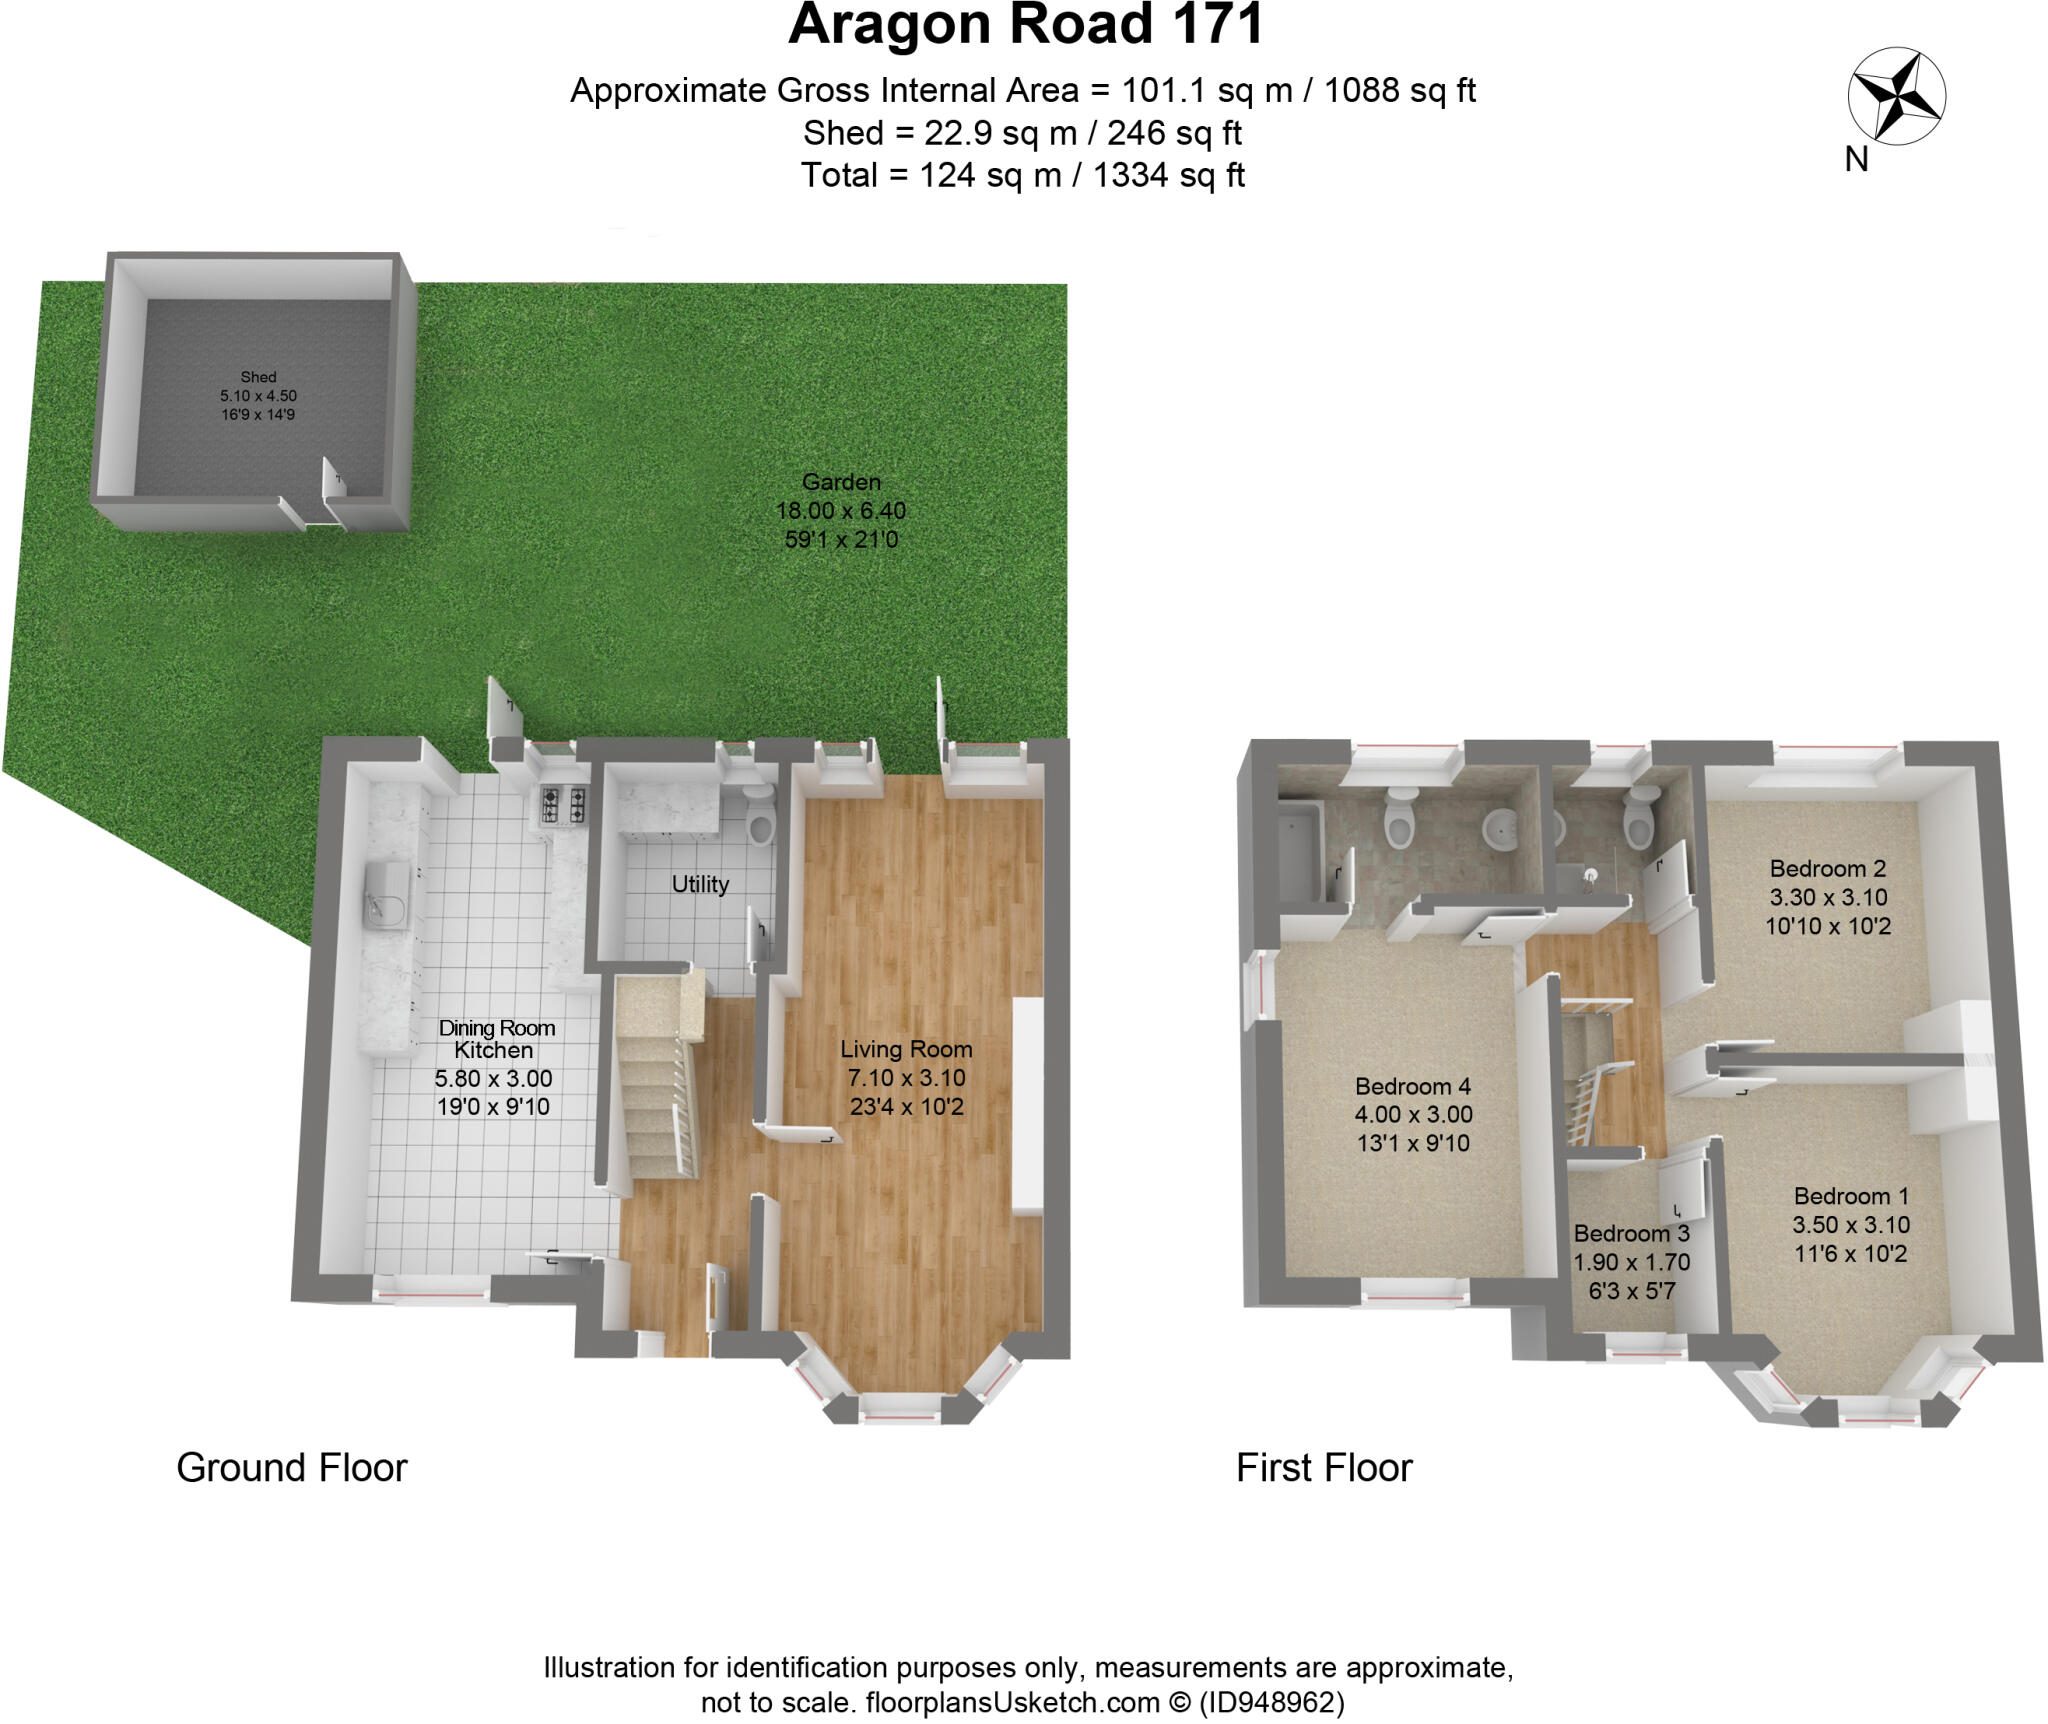 Aragon Road 171
Approximate Gross Internal Area = 101.1 sq m / 1088 sq ft
Shed = 22.9 sq m / 246 sq ft
Total = 124 sq m / 1334 sq ft
N
Shed
5.10 x 4.50
16'9 x 14'9
Garden
18.00 x 6.40
59'1 x 21'0
Utility
Dining Room
Kitchen
5.80 x 3.00
19'0 x 9'10
Living Room
7.10 x 3.10
23'4 x 10'2
Bedroom 2
3.30 x 3.10
10'10 x 10'2
Bedroom 4
4.00 x 3.00
13'1 x 9'10
Bedroom 3
1.90 x 1.70
6'3 x 5'7
Bedroom 1
3.50 x 3.10
11'6 x 10'2
Ground Floor
First Floor
Illustration for identification purposes only, measurements are approximate,
not to scale. floorplansUsketch.com © (ID948962)